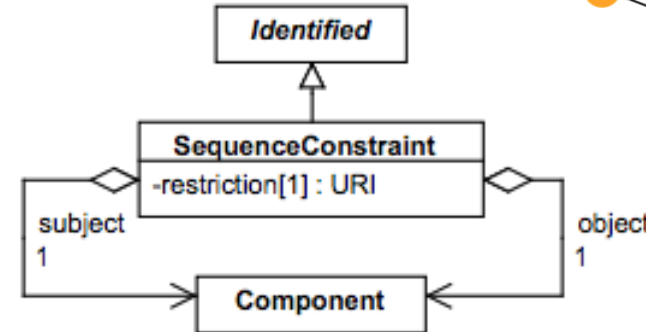 Identified
SequenceConstraint
-restriction[1] : URI
subject
1
object
1
Component